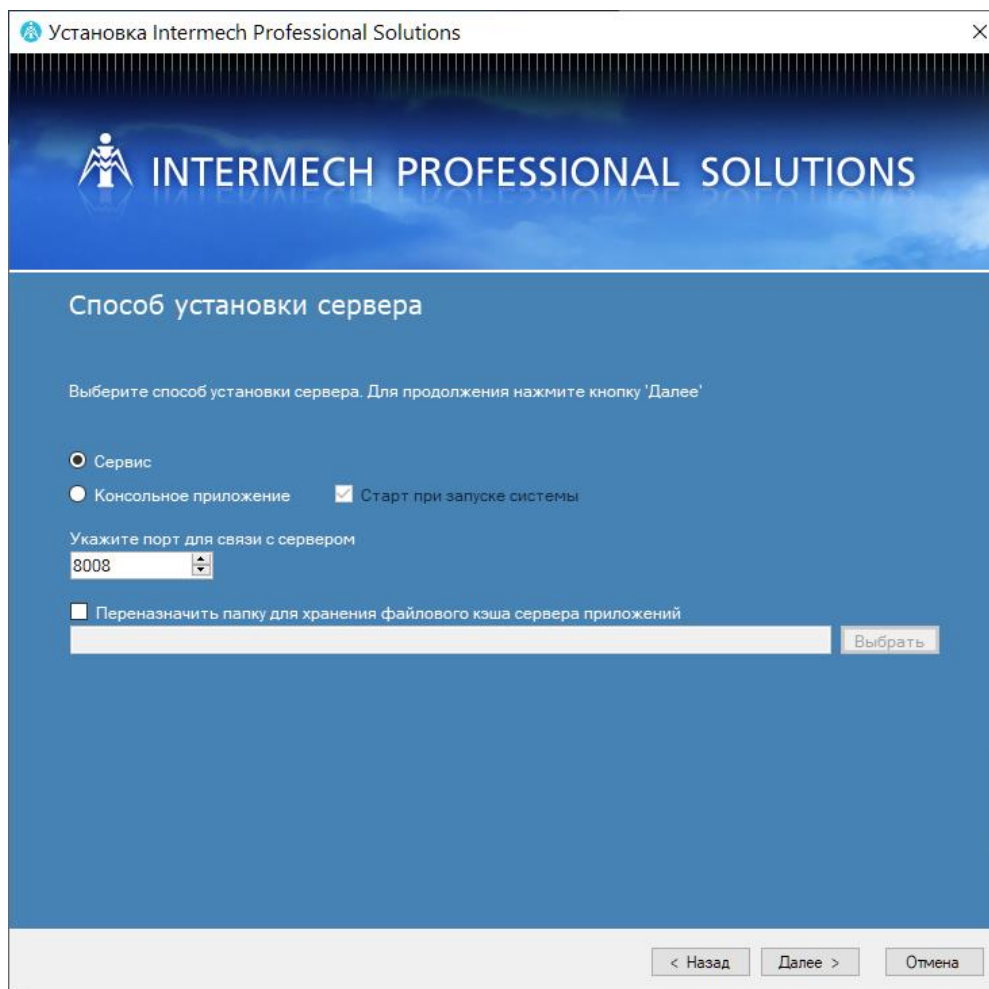 Установка Intermech Professional Solutions
INTERMECH PROFESSIONAL SOLUTIONS
Способ установки сервера
Выберите способ установки сервера. Для продолжения нажмите кнопку 'Далее'
Сервис
Консольное приложение Старт при запуске системы
Укажите порт для связи с сервером
8008
Переназначить папку для хранения файлового кэша сервера приложений
Выбрать
< Назад Далее > Отмена